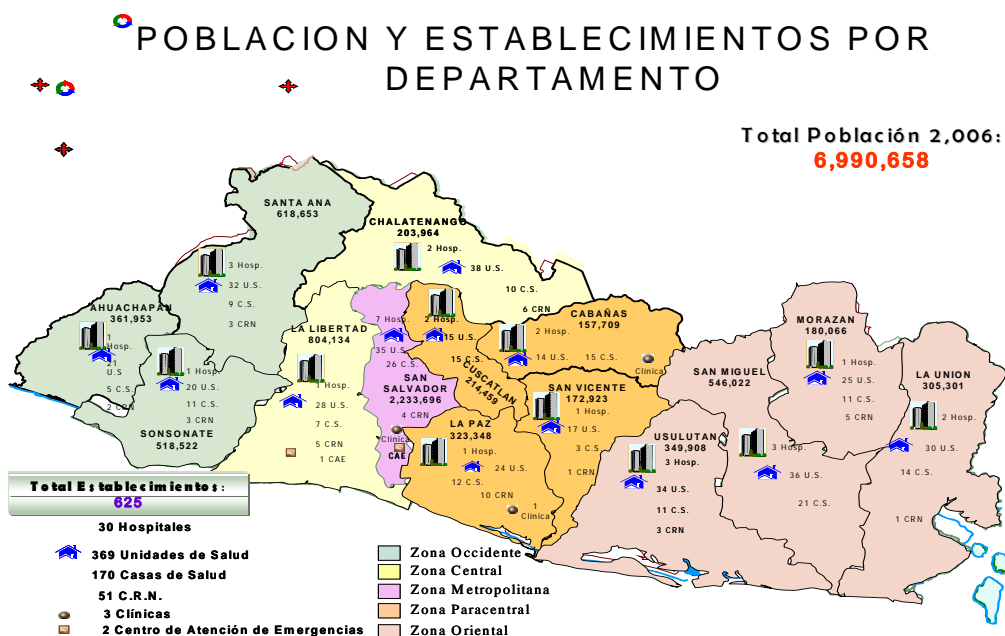 POBLACION Y ESTABLECIMIENTOS POR
DEPARTAMENTO
Total Población 2,006:
6,990,658
SANTA ANA
618,653
3 Hosp.
32 U.S.
9 C.S.
3 CRN
CHALATENANGO
203,964
2 Hosp.
38 U.S.
10 C.S.
6 CRN
AHUACHAPAN
361,953
1
Hosp.
21
U.S
5 C.S.
2 CRN
SONSONATE
518,522
1 Hosp.
20 U.S.
11 C.S.
3 CRN
LA LIBERTAD
804,134
1
Hosp.
28 U.S.
7 C.S.
5 CRN
1 CAE
SAN
SALVADOR
2,233,696
7 Hosp.
35 U.S.
26 C.S.
4 CRN
Clínica
CAE
CUSCATLAN
214,459
2 Hosp.
15 U.S.
15 C.S.
CABAÑAS
157,709
2 Hosp.
14 U.S.
15 C.S.
Clínica
SAN VICENTE
172,923
1 Hosp.
17 U.S.
3 C.S.
1 CRN
LA PAZ
323,348
1 Hosp.
24 U.S.
12 C.S.
10 CRN
1
Clínica
USULUTAN
349,908
3 Hosp.
34 U.S.
11 C.S.
3 CRN
SAN MIGUEL
546,022
3 Hosp.
36 U.S.
21 C.S.
MORAZAN
180,066
1
Hosp.
1 Hosp.
25 U.S.
11 C.S.
5 CRN
LA UNION
305,301
2 Hosp.
30 U.S.
14 C.S.
1 CRN
Total Establecimientos:
625
30 Hospitales
369 Unidades de Salud
170 Casas de Salud
51 C.R.N.
3 Clínicas
2 Centro de Atención de Emergencias
Zona Occidente
Zona Central
Zona Metropolitana
Zona Paracentral
Zona Oriental